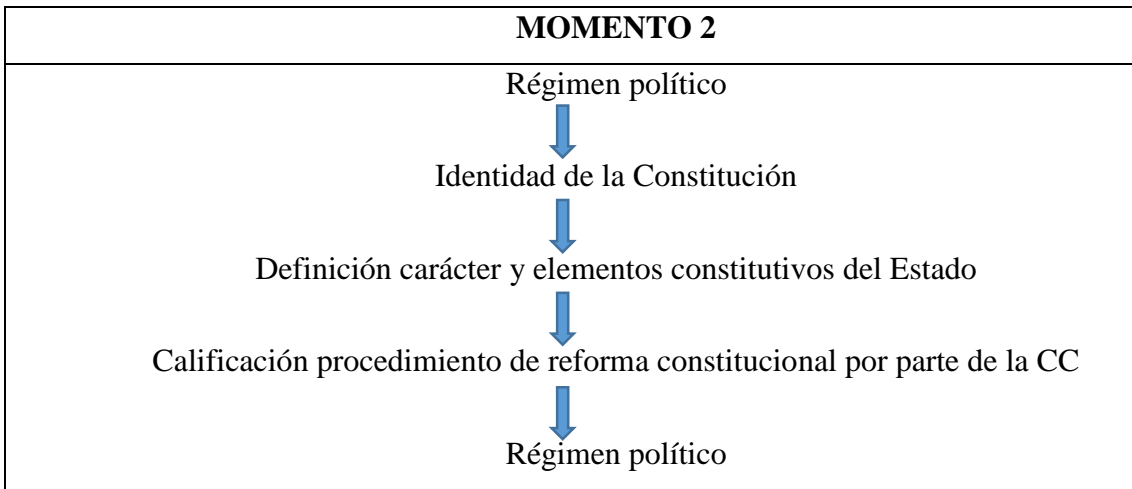 MOMENTO 2
Régimen político
Identidad de la Constitución
Definición carácter y elementos constitutivos del Estado
Calificación procedimiento de reforma constitucional por parte de la CC
Régimen político